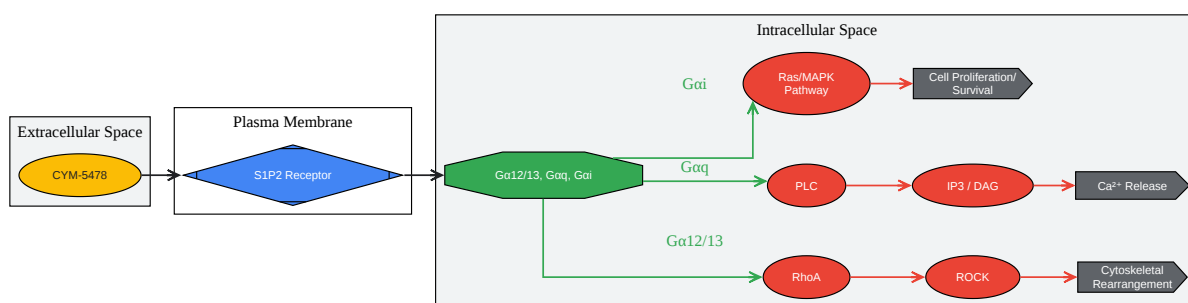 Intracellular Space
Extracellular Space
CYM-5478
Plasma Membrane
S1P2 Receptor
Gα12/13, Gαq, Gαi
Gαi
Ras/MAPK
Pathway
Cell Proliferation/
Survival
Gαq
PLC
IP3 / DAG
Ca²⁺ Release
Gα12/13
RhoA
ROCK
Cytoskeletal
Rearrangement